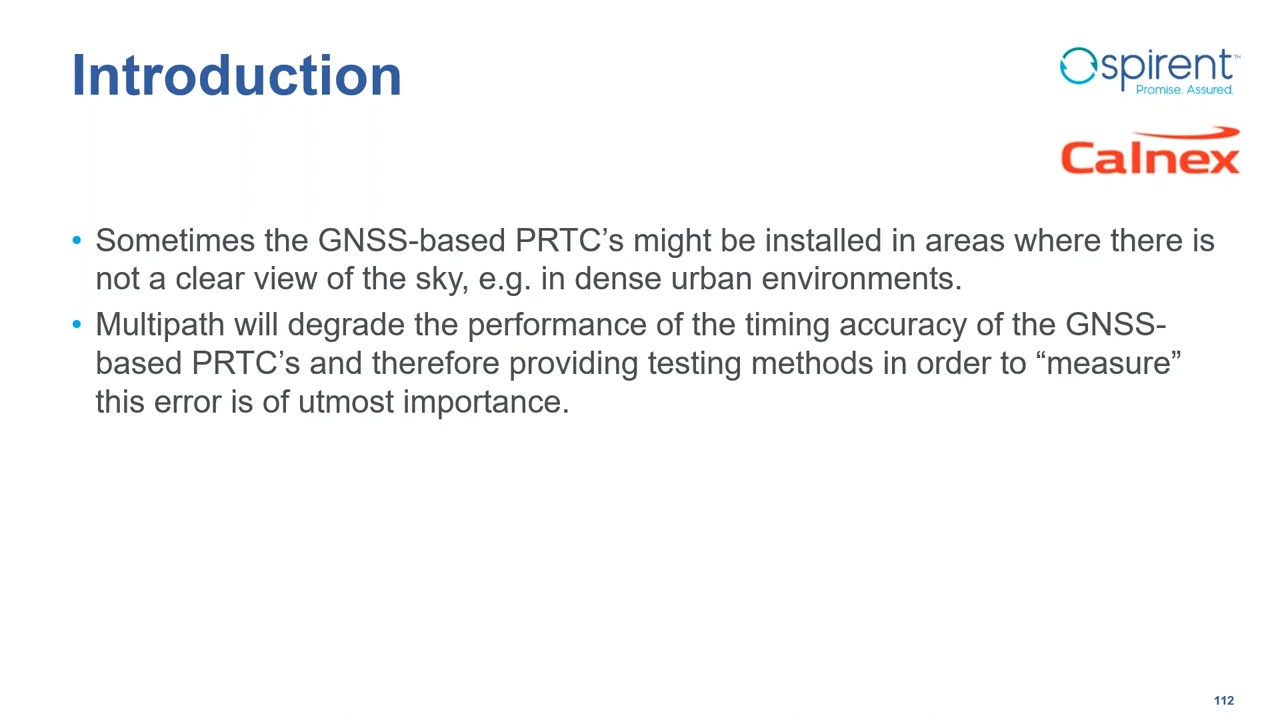 Introduction
spirent™
Promise. Assured.
Calnex
• Sometimes the GNSS-based PRTC’s might be installed in areas where there is
not a clear view of the sky, e.g. in dense urban environments.
• Multipath will degrade the performance of the timing accuracy of the GNSS-
based PRTC’s and therefore providing testing methods in order to “measure”
this error is of utmost importance.
112